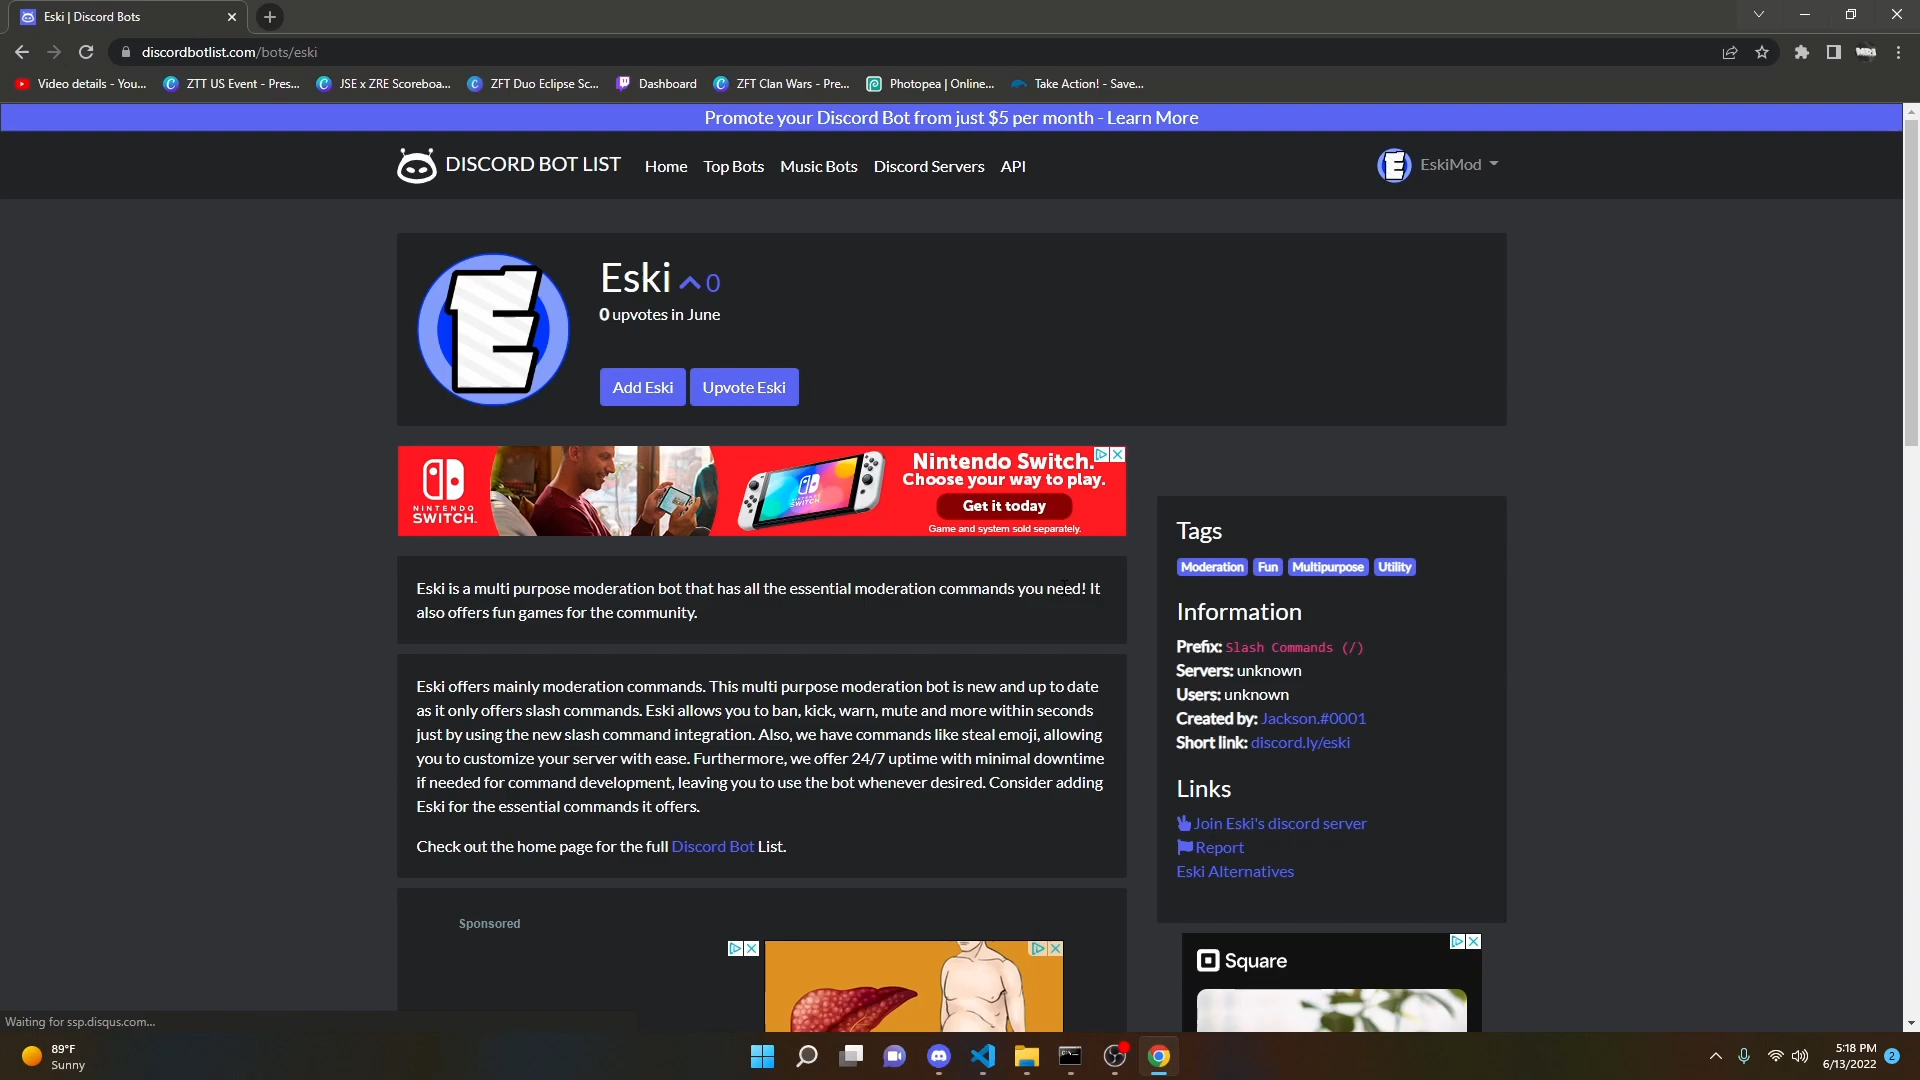 Eski | Discord Bots
discordbotlist.com/bots/eski
Video details - You...
ZTT US Event - Pres...
JSE x ZRE Scoreboa...
ZFT Duo Eclipse Sc...
Dashboard
ZFT Clan Wars - Pre...
Photopea | Online...
Take Action! - Save...
Promote your Discord Bot from just $5 per month - Learn More
DISCORD BOT LIST
Home
Top Bots
Music Bots
Discord Servers
API
EskiMod
E
Eski 0
0 upvotes in June
Add Eski
Upvote Eski
NINTENDO
SWITCH.
Nintendo Switch.
Choose your way to play.
Get it today
Game and system sold separately.
Eski is a multi purpose moderation bot that has all the essential moderation commands you need! It
also offers fun games for the community.
Eski offers mainly moderation commands. This multi purpose moderation bot is new and up to date
as it only offers slash commands. Eski allows you to ban, kick, warn, mute and more within seconds
just by using the new slash command integration. Also, we have commands like steal emoji, allowing
you to customize your server with ease. Furthermore, we offer 24/7 uptime with minimal downtime
if needed for command development, leaving you to use the bot whenever desired. Consider adding
Eski for the essential commands it offers.
Check out the home page for the full Discord Bot List.
Sponsored
Tags
Moderation
Fun
Multipurpose
Utility
Information
Prefix: Slash Commands (/)
Servers: unknown
Users: unknown
Created by: Jackson.#0001
Short link: discord.ly/eski
Links
Join Eski's discord server
Report
Eski Alternatives
Square
Waiting for ssp.disqus.com...
89°F
Sunny
5:18 PM
6/13/2022
2